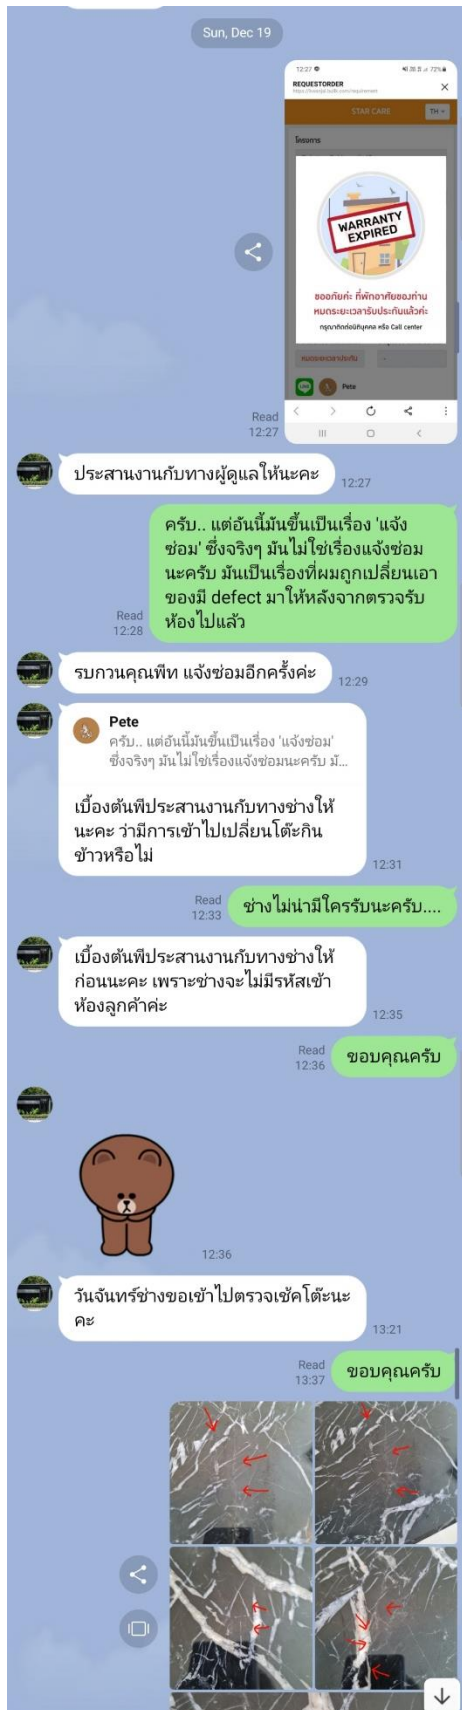 Sun, Dec 19
12:27
72%
REQUESTORDER
STAR CARE
TH
โครงการ
WARRANTY
EXPIRED
ขออภัยค่ะ ที่พักอาศัยของท่าน
หมดระยะเวลารับประกันแล้วค่ะ
กรุณาติดต่อนิติบุคคล หรือ Call center
หมดระยะเวลาประกัน
-
LINE
Pete
Read
12:27
ประสานงานกับทางผู้ดูแลให้นะคะ
12:27
ครับ.. แต่อันนี้มันขึ้นเป็นเรื่อง 'แจ้ง
ซ่อม' ซึ่งจริงๆ มันไม่ใช่เรื่องแจ้งซ่อม
นะครับ มันเป็นเรื่องที่ผมถูกเปลี่ยนเอา
ของมี defect มาให้หลังจากตรวจรับ
ห้องไปแล้ว
Read
12:28
รบกวนคุณพีท แจ้งซ่อมอีกครั้งค่ะ
12:29
Pete
ครับ.. แต่อันนี้มันขึ้นเป็นเรื่อง 'แจ้งซ่อม'
ซึ่งจริงๆ มันไม่ใช่เรื่องแจ้งซ่อมนะครับ มั...
เบื้องต้นพี่ประสานงานกับทางช่างให้
นะคะ ว่ามีการเข้าไปเปลี่ยนโต๊ะกิน
ข้าวหรือไม่
12:31
Read
12:33
ช่างไม่น่ามีใครรับนะครับ....
เบื้องต้นพี่ประสานงานกับทางช่างให้
ก่อนนะคะ เพราะช่างจะไม่มีรหัสเข้า
ห้องลูกค้าค่ะ
12:35
Read
12:36
ขอบคุณครับ
12:36
วันจันทร์ช่างขอเข้าไปตรวจเช้คโต๊ะนะ
คะ
13:21
Read
13:37
ขอบคุณครับ